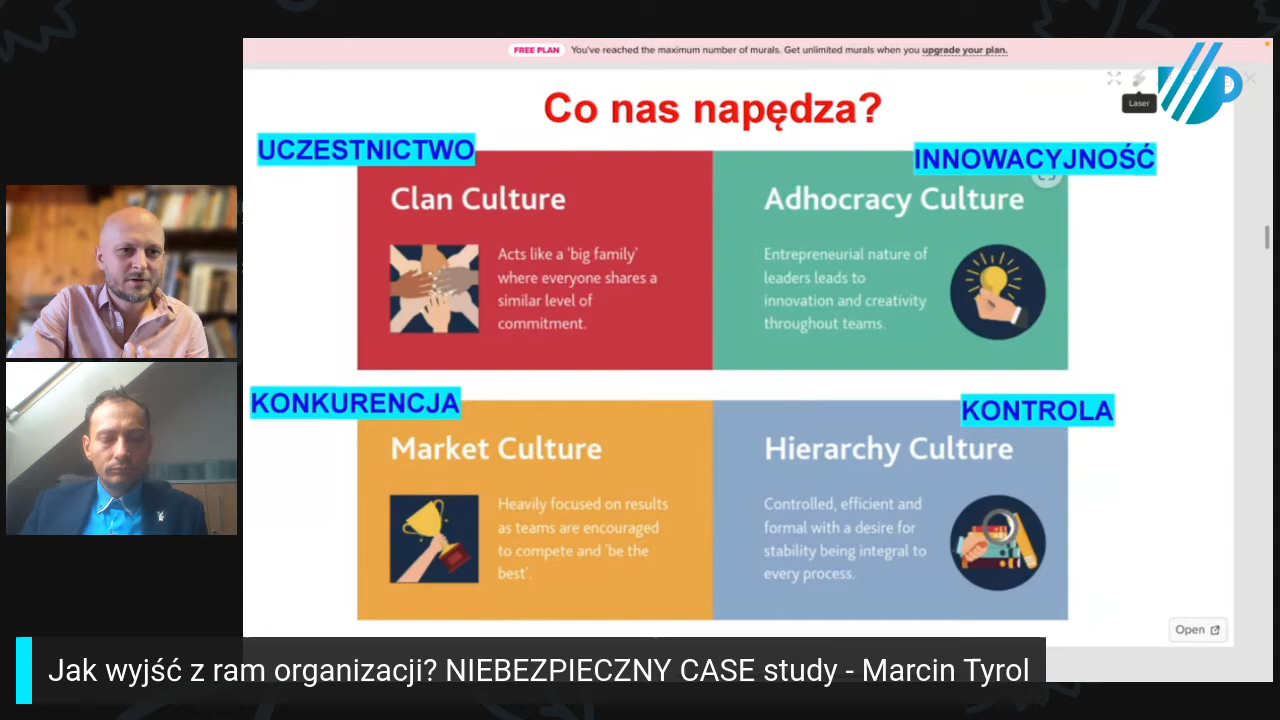 FREE PLAN You've reached the maximum number of murals. Get unlimited murals when you upgrade your plan.
Laser
Co nas napędza?
UCZESTNICTWO
INNOWACYJNOŚĆ
Clan Culture
Acts like a 'big family'
where everyone shares a
similar level of
commitment.
Adhocracy Culture
Entrepreneurial nature of
leaders leads to
innovation and creativity
throughout teams.
KONKURENCJA
KONTROLA
Market Culture
Heavily focused on results
as teams are encouraged
to compete and 'be the
best'.
Hierarchy Culture
Controlled, efficient and
formal with a desire for
stability being integral to
every process.
Open
Jak wyjść z ram organizacji? NIEBEZPIECZNY CASE study - Marcin Tyrol